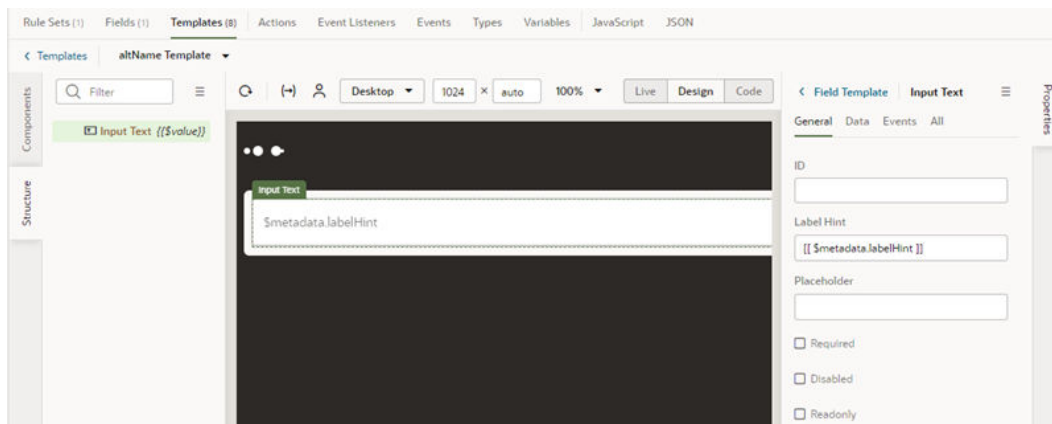 Rule Sets (1) Fields (1) Templates (8) Actions Event Listeners Events Types Variables JavaScript JSON
< Templates altName Template
Components
Structure
Filter
Input Text {{$value}}
Desktop 1024 × auto 100% Live Design Code
Input Text
$metadata.labelHint
< Field Template Input Text
General Data Events All
ID
Label Hint
[[ $metadata.labelHint ]]
Placeholder
Required
Disabled
Readonly
Properties